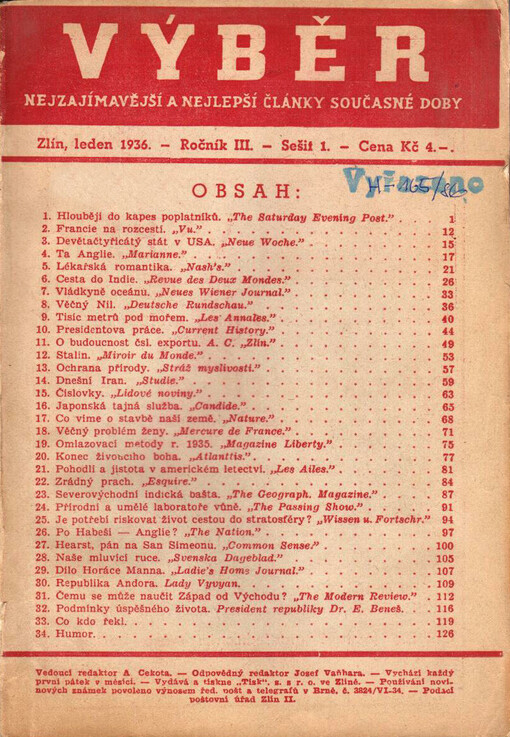 VÝBĚR
NEJZAJÍMAVĚJŠÍ A NEJLEPŠÍ ČLÁNKY SOUČASNÉ DOBY
Zlín, leden 1936. – Ročník III. – Sešit 1. – Cena Kč 4.–.
Vyřazeno
H-165/se
OBSAH:
1. Hlouběji do kapes poplatníků. „The Saturday Evening Post." . . . 1
2. Francie na rozcestí. „Vu." . . . 12
3. Devětačtyřicátý stát v USA. „Neue Woche." . . . 15
4. Ta Anglie. „Marianne." . . . 17
5. Lékařská romantika. „Nash's." . . . 21
6. Cesta do Indie. „Revue des Deux Mondes." . . . 26
7. Vládkyně oceánu. „Neues Wiener Journal." . . . 33
8. Věčný Nil. „Deutsche Rundschau." . . . 36
9. Tisíc metrů pod mořem. „Les Annales." . . . 40
10. Presidentova práce. „Current History." . . . 44
11. O budoucnost čsl. exportu. A. C. „Zlín." . . . 49
12. Stalin. „Miroir du Monde." . . . 53
13. Ochrana přírody. „Stráž myslivosti." . . . 57
14. Dnešní Iran. „Studie." . . . 59
15. Číslovky. „Lidové noviny." . . . 63
16. Japonská tajná služba. „Candide." . . . 65
17. Co víme o stavbě naší země. „Nature." . . . 68
18. Věčný problém ženy. „Mercure de France." . . . 71
19. Omlazovací metody r. 1935. „Magazine Liberty." . . . 75
20. Konec živoucího boha. „Atlantis." . . . 77
21. Pohodlí a jistota v americkém letectví. „Les Ailes." . . . 81
22. Zrádný prach. „Esquire." . . . 84
23. Severovýchodní indická bašta. „The Geograph. Magazine." . . . 87
24. Přírodní a umělé laboratoře vůně. „The Passing Show." . . . 91
25. Je potřebí riskovat život cestou do stratosféry? „Wissen u. Fortschr." 94
26. Po Habeši — Anglie? „The Nation." . . . 97
27. Hearst, pán na San Simeonu. „Common Sense." . . . 100
28. Naše mluvící ruce. „Svenska Dageblad." . . . 105
29. Dílo Horáce Manna. „Ladie's Home Journal." . . . 107
30. Republika Andora. Lady Vyvyan. . . . 109
31. Čemu se může naučit Západ od Východu? „The Modern Review." . 112
32. Podmínky úspěšného života. President republiky Dr. E. Beneš. . . 116
33. Co kdo řekl. . . . 119
34. Humor. . . . 126
Vedoucí redaktor A. Cekota. — Odpovědný redaktor Josef Vaňhara. — Vychází každý
první pátek v měsíci. — Vydává a tiskne „Tisk", s. s r. o. ve Zlíně. — Používání novi-
nových známek povoleno výnosem řed. pošt a telegrafů v Brně, č. 3824/VI-34. — Podací
poštovní úřad Zlín II.